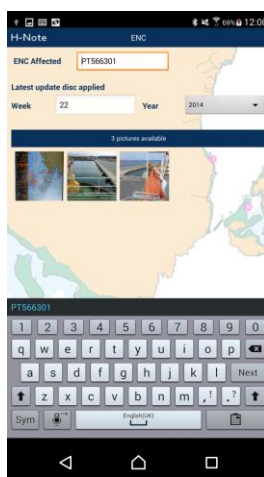 69% 12:00
H-Note ENC
ENC Affected PT566301
Latest update disc applied
Week 22 Year 2014
3 pictures available
PT566301
1 2 3 4 5 6 7 8 9 0
q w e r t y u i o p
a s d f g h j k l Next
z x c v b n m , ! . ?
Sym English(UK)